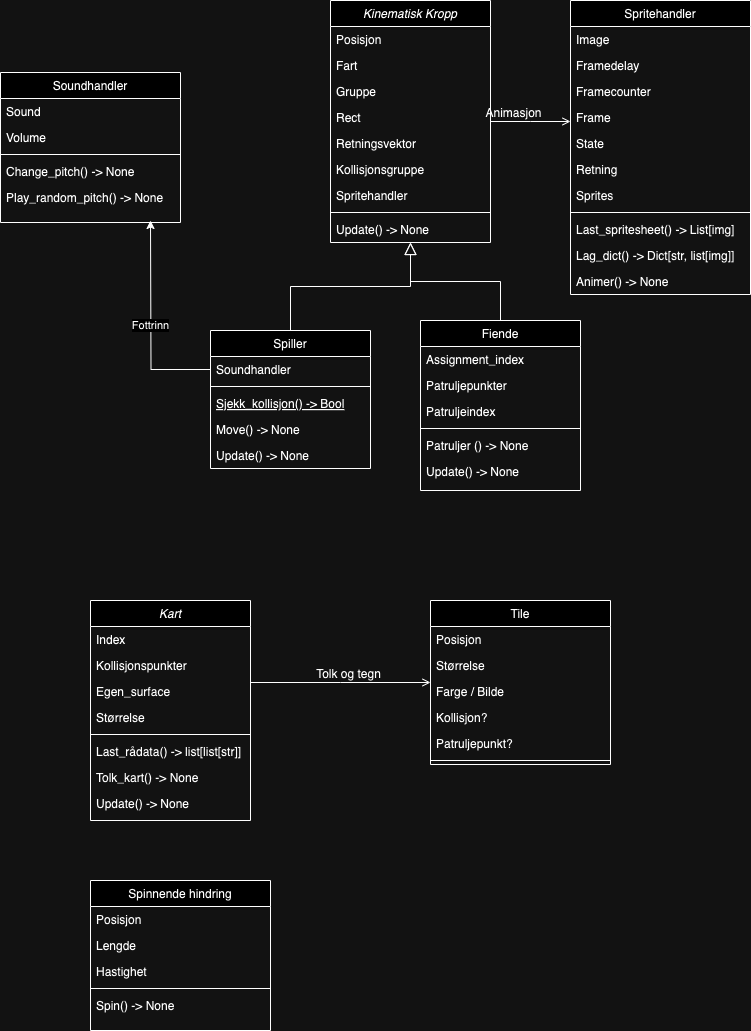 Kinematisk Kropp
Posisjon
Fart
Gruppe
Rect
Retningsvektor
Kollisjonsgruppe
Spritehandler
Update() -> None
Animasjon
Spritehandler
Image
Framedelay
Framecounter
Frame
State
Retning
Sprites
Last_spritesheet() -> List[img]
Lag_dict() -> Dict[str, list[img]]
Animer() -> None
Soundhandler
Sound
Volume
Change_pitch() -> None
Play_random_pitch() -> None
Fottrinn
Spiller
Soundhandler
Sjekk_kollisjon() -> Bool
Move() -> None
Update() -> None
Fiende
Assignment_index
Patruljepunkter
Patruljeindex
Patruljer () -> None
Update() -> None
Kart
Index
Kollisjonspunkter
Egen_surface
Størrelse
Last_rådata() -> list[list[str]]
Tolk_kart() -> None
Update() -> None
Tolk og tegn
Tile
Posisjon
Størrelse
Farge / Bilde
Kollisjon?
Patruljepunkt?
Spinnende hindring
Posisjon
Lengde
Hastighet
Spin() -> None